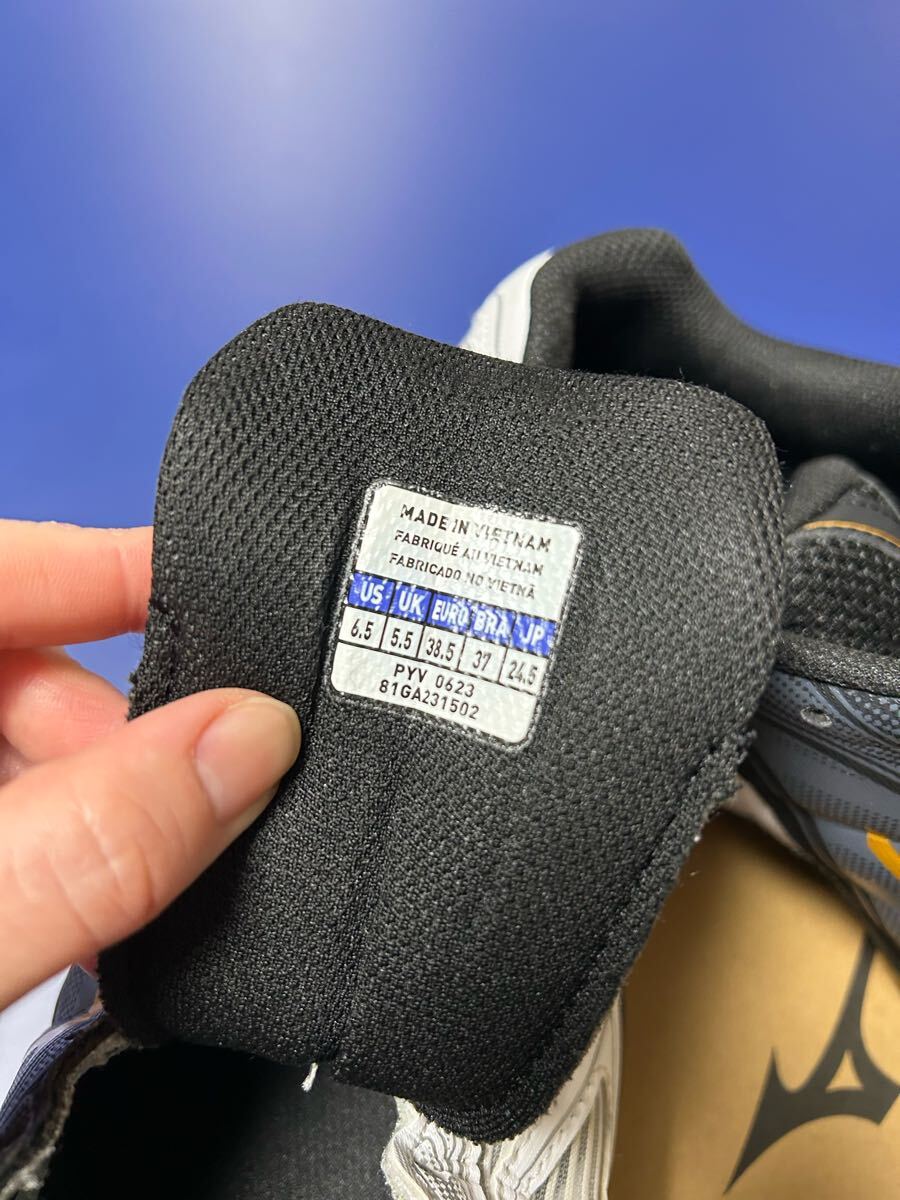 MADE IN VIETNAM
FABRIQUÉ AU VIETNAM
FABRICADO NO VIETNÃ
US UK EURO BRA JP
6.5 5.5 38.5 37 24.5
PYV 0623
81GA231502